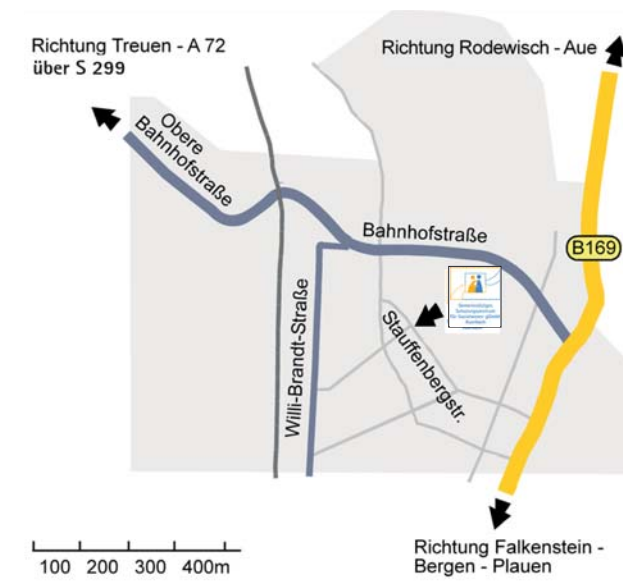 Richtung Treuen - A 72
über S 299
Richtung Rodewisch - Aue
Obere
Bahnhofstraße
Bahnhofstraße
B169
Willi-Brandt-Straße
Stauffenbergstr.
100 200 300 400m
Richtung Falkenstein -
Bergen - Plauen